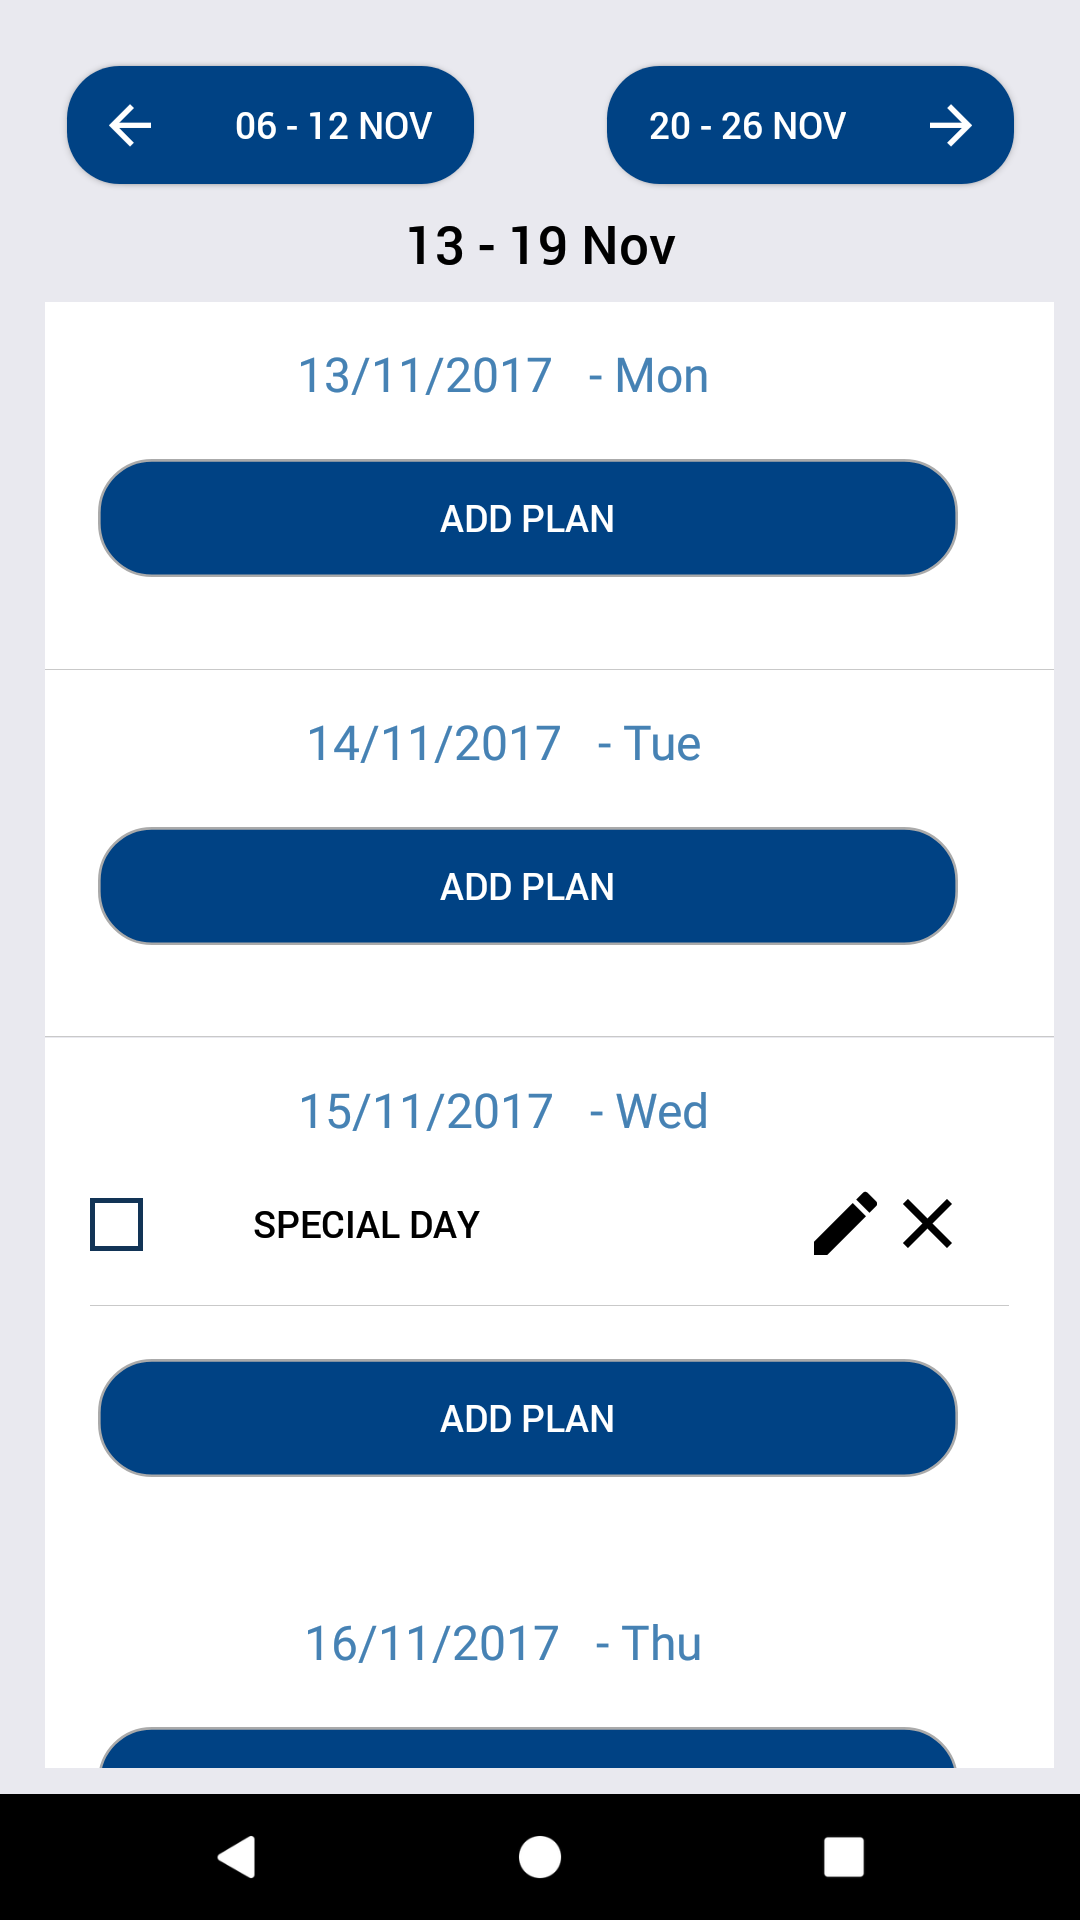 06 - 12 NOV
20 - 26 NOV
13 - 19 Nov
13/11/2017 - Mon
ADD PLAN
14/11/2017 - Tue
ADD PLAN
15/11/2017 - Wed
SPECIAL DAY
ADD PLAN
16/11/2017 - Thu